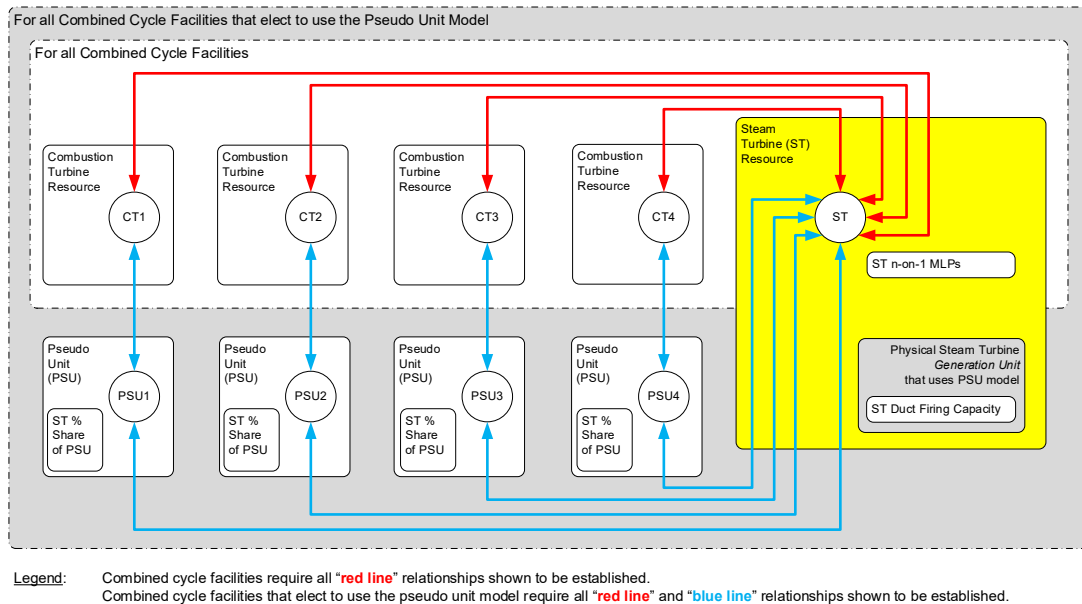 For all Combined Cycle Facilities that elect to use the Pseudo Unit Model
For all Combined Cycle Facilities
Combustion
Turbine
Resource
CT1
Combustion
Turbine
Resource
CT2
Combustion
Turbine
Resource
CT3
Combustion
Turbine
Resource
CT4
Steam
Turbine (ST)
Resource
ST
ST n-on-1 MLPs
Pseudo
Unit
(PSU)
PSU1
ST %
Share
of PSU
Pseudo
Unit
(PSU)
PSU2
ST %
Share
of PSU
Pseudo
Unit
(PSU)
PSU3
ST %
Share
of PSU
Pseudo
Unit
(PSU)
PSU4
ST %
Share
of PSU
Physical Steam Turbine
Generation Unit
that uses PSU model
ST Duct Firing Capacity
Legend: Combined cycle facilities require all “red line” relationships shown to be established.
Combined cycle facilities that elect to use the pseudo unit model require all “red line” and “blue line” relationships shown to be established.